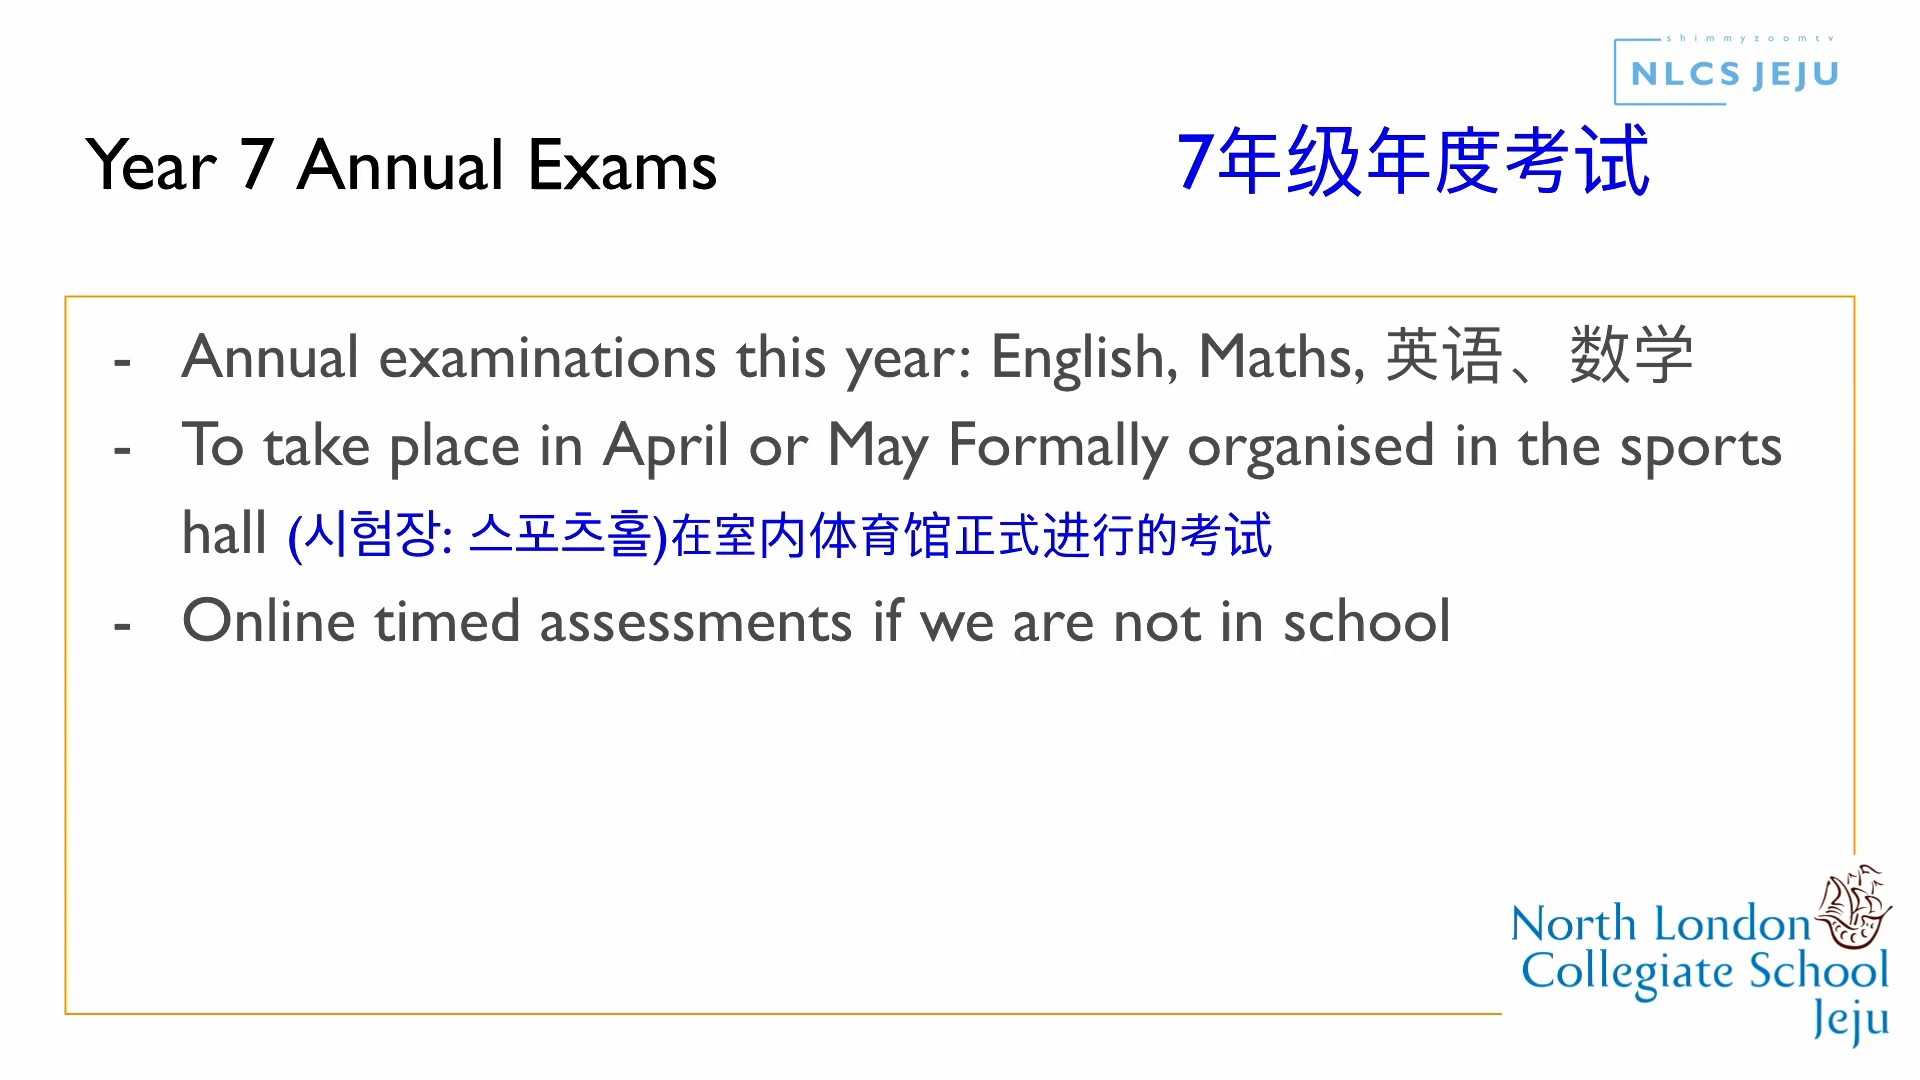 shimmyzoomtv
NLCS JEJU
Year 7 Annual Exams
7年级年度考试
- Annual examinations this year: English, Maths, 英语、数学
- To take place in April or May Formally organised in the sports
hall (시험장: 스포츠홀)在室内体育馆正式进行的考试
- Online timed assessments if we are not in school
North London
Collegiate School
Jeju